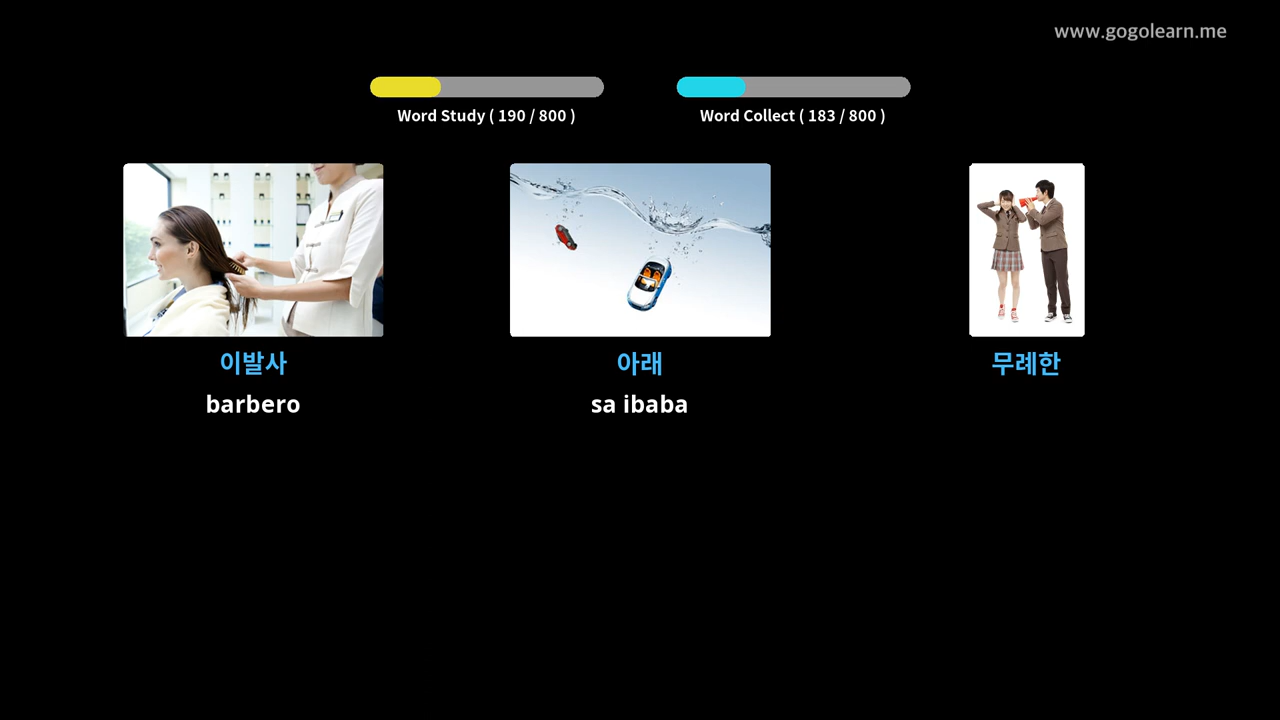 www.gogolearn.me
Word Study ( 190 / 800 )
Word Collect ( 183 / 800 )
이발사
barbero
아래
sa ibaba
무례한